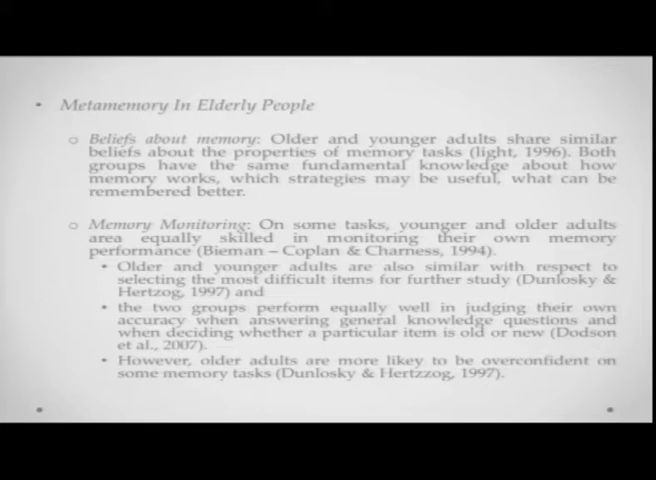 • Metamemory In Elderly People
o Beliefs about memory: Older and younger adults share similar
beliefs about the properties of memory tasks (light, 1996). Both
groups have the same fundamental knowledge about how
memory works, which strategies may be useful, what can be
remembered better.
o Memory Monitoring: On some tasks, younger and older adults
area equally skilled in monitoring their own memory
performance (Bieman – Coplan & Charness, 1994).
• Older and younger adults are also similar with respect to
selecting the most difficult items for further study (Dunlosky &
Hertzog, 1997) and
• the two groups perform equally well in judging their own
accuracy when answering general knowledge questions and
when deciding whether a particular item is old or new (Dodson
et al., 2007).
• However, older adults are more likely to be overconfident on
some memory tasks (Dunlosky & Hertzzog, 1997).